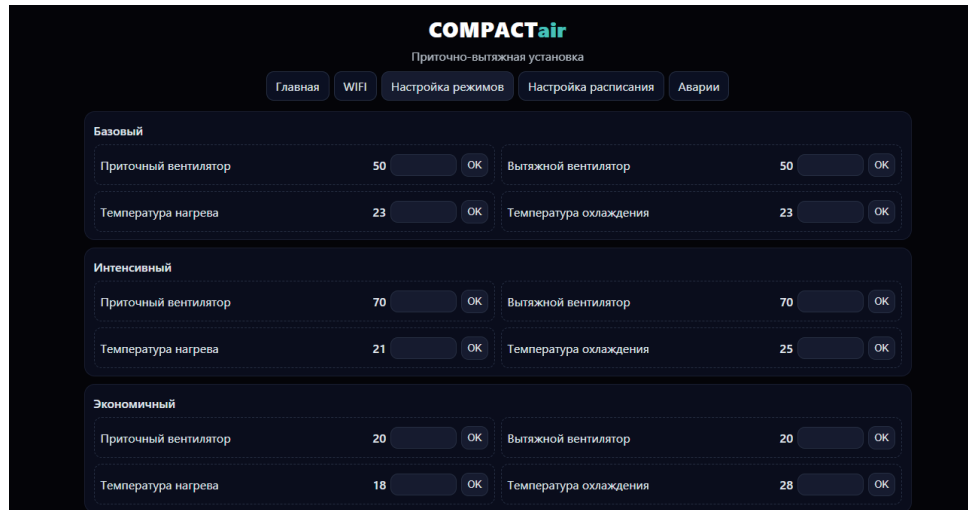 COMPACTair
Приточно-вытяжная установка
Главная WIFI Настройка режимов Настройка расписания Аварии
Базовый
Приточный вентилятор 50 OK Вытяжной вентилятор 50 OK
Температура нагрева 23 OK Температура охлаждения 23 OK
Интенсивный
Приточный вентилятор 70 OK Вытяжной вентилятор 70 OK
Температура нагрева 21 OK Температура охлаждения 25 OK
Экономичный
Приточный вентилятор 20 OK Вытяжной вентилятор 20 OK
Температура нагрева 18 OK Температура охлаждения 28 OK